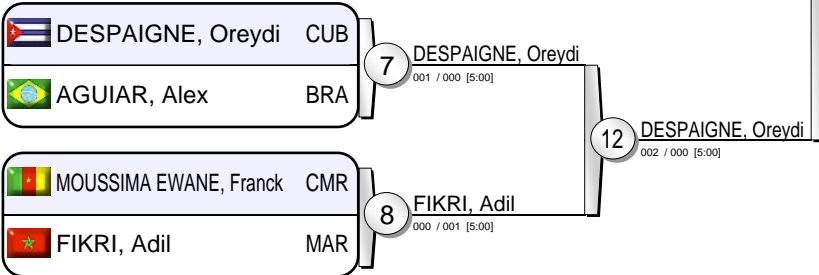 DESPAIGNE, Oreydi CUB
AGUIAR, Alex BRA
7
DESPAIGNE, Oreydi
001 / 000 [5:00]
MOUSSIMA EWANE, Franck CMR
FIKRI, Adil MAR
8
FIKRI, Adil
000 / 001 [5:00]
12
DESPAIGNE, Oreydi
002 / 000 [5:00]